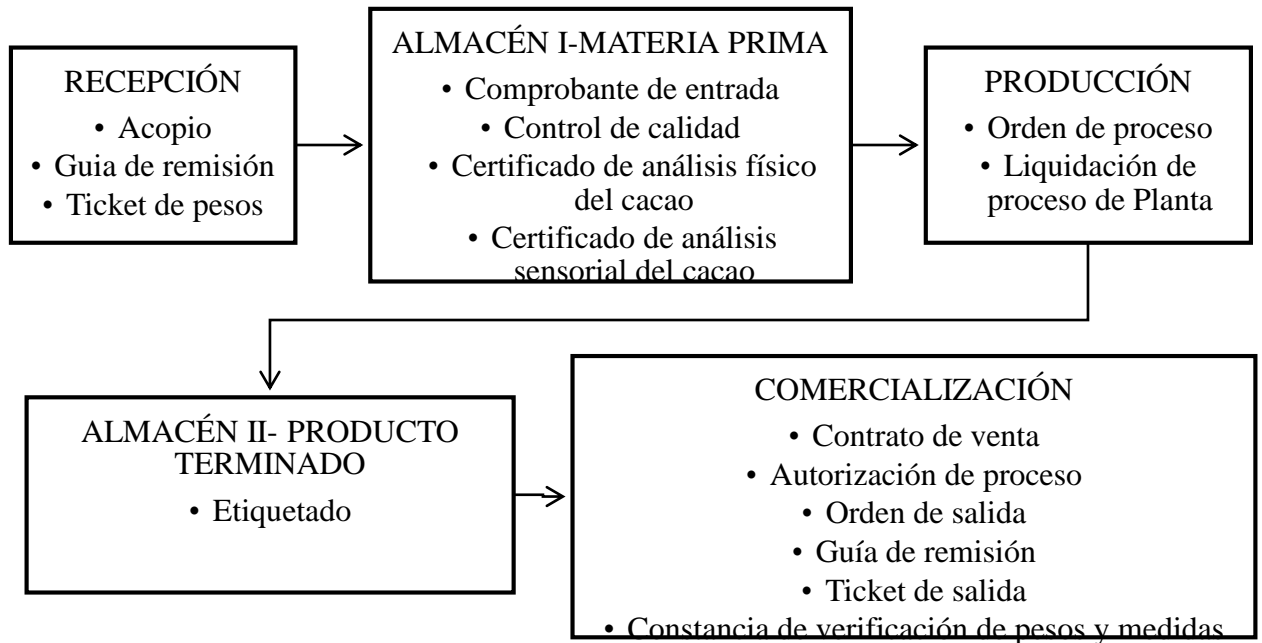 RECEPCIÓN
• Acopio
• Guia de remisión
• Ticket de pesos
ALMACÉN I-MATERIA PRIMA
• Comprobante de entrada
• Control de calidad
• Certificado de análisis físico
del cacao
• Certificado de análisis
sensorial del cacao
PRODUCCIÓN
• Orden de proceso
• Liquidación de
proceso de Planta
ALMACÉN II- PRODUCTO
TERMINADO
• Etiquetado
COMERCIALIZACIÓN
• Contrato de venta
• Autorización de proceso
• Orden de salida
• Guía de remisión
• Ticket de salida
• Constancia de verificación de pesos y medidas